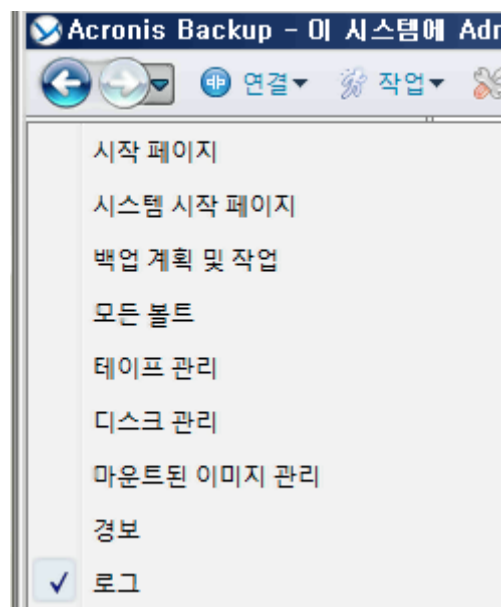 Acronis Backup - 이 시스템에 Adr
연결 작업
시작 페이지
시스템 시작 페이지
백업 계획 및 작업
모든 볼트
테이프 관리
디스크 관리
마운트된 이미지 관리
경보
로그